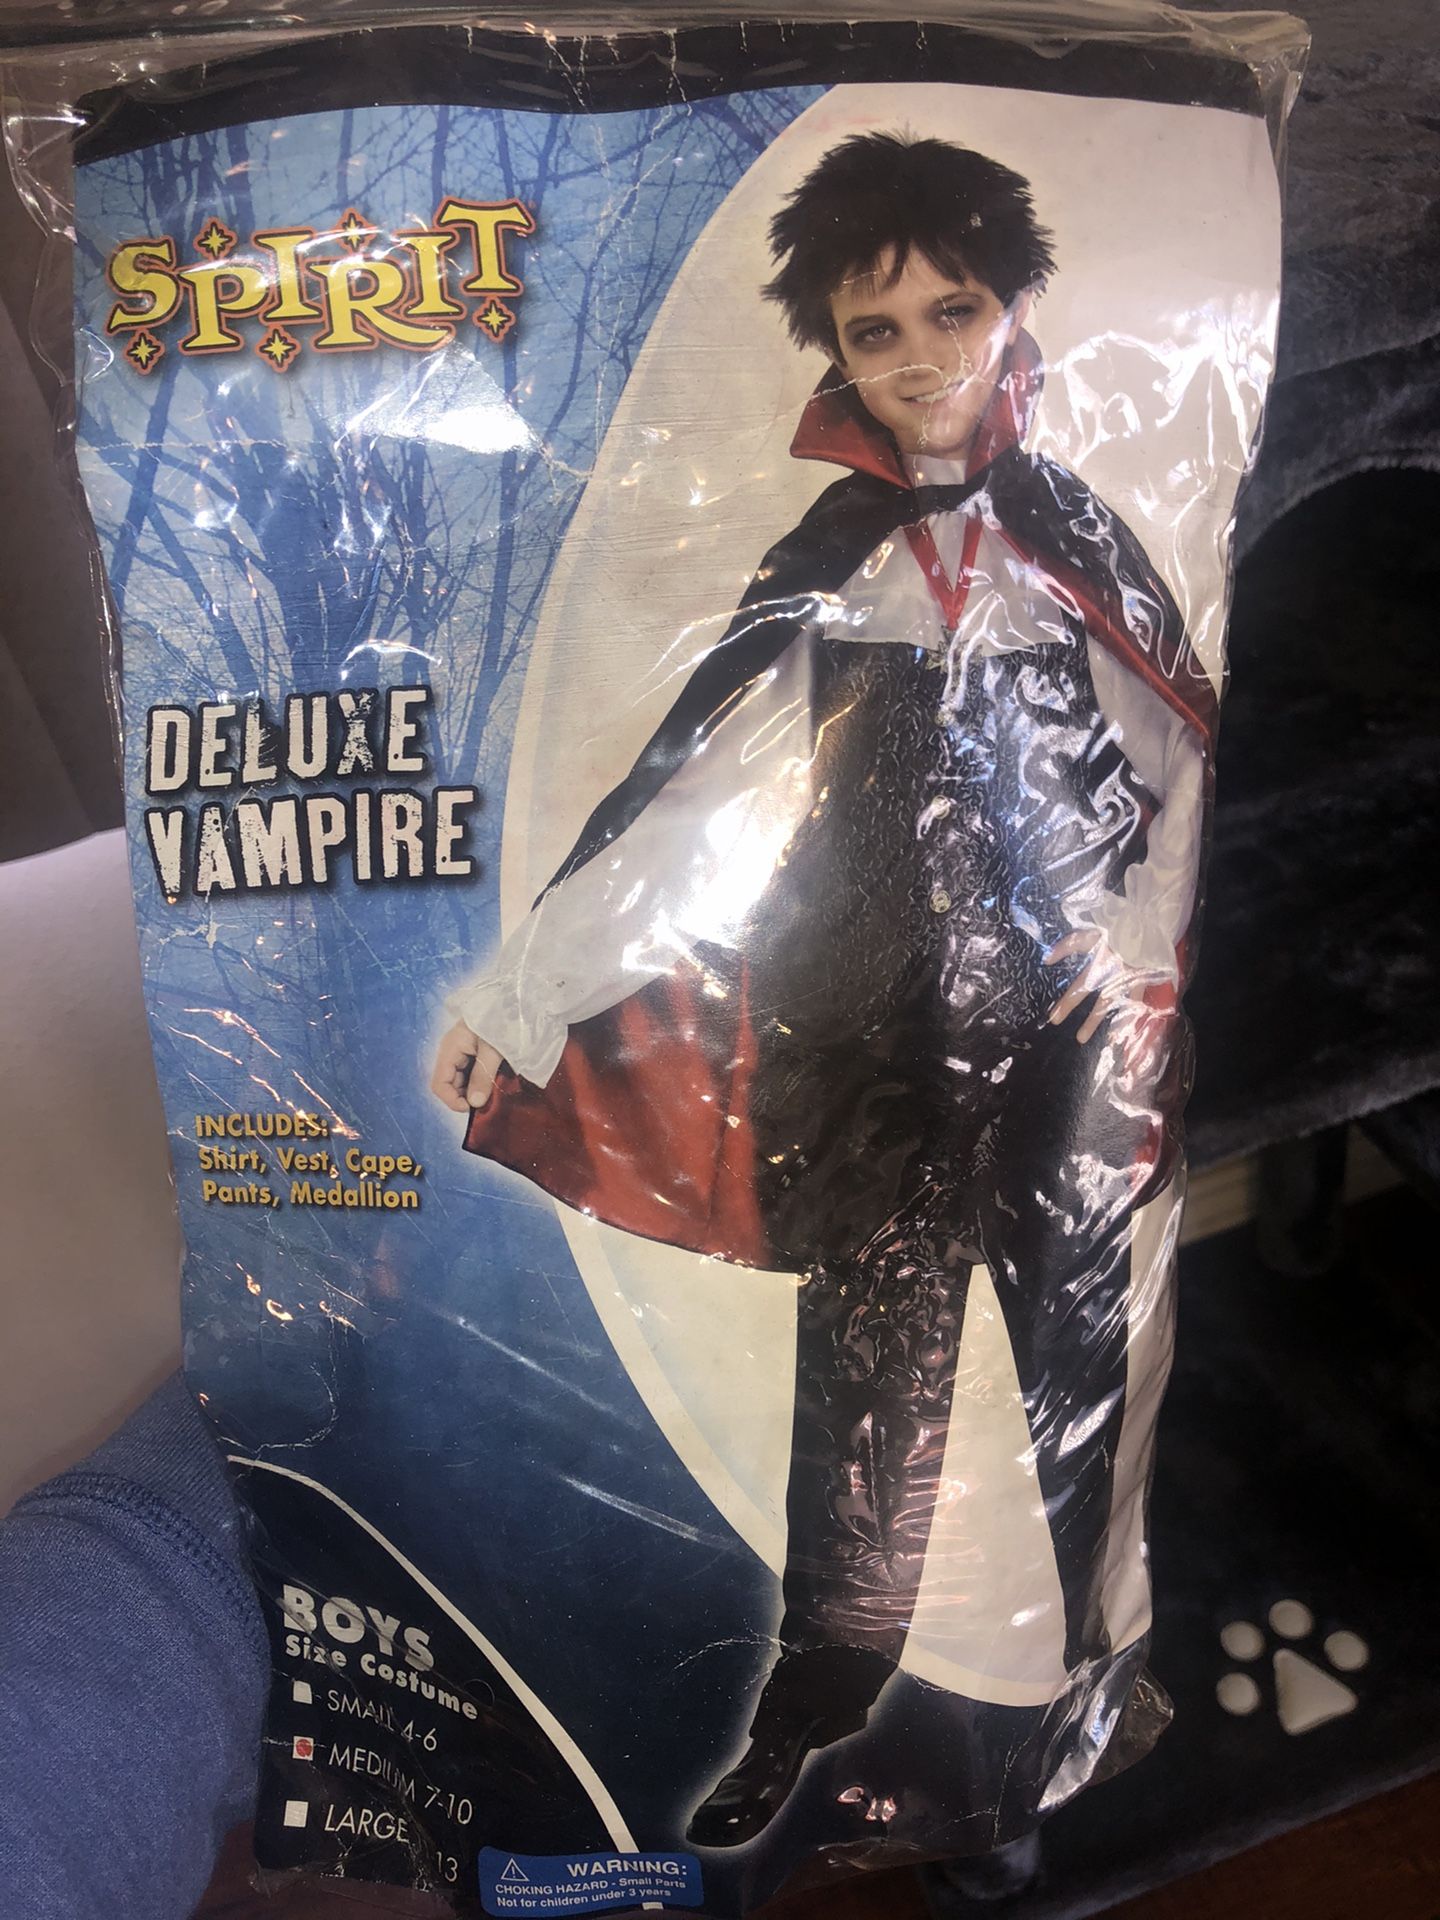 SPIRIT
DELUXE
VAMPIRE
INCLUDES:
Shirt, Vest, Cape,
Pants, Medallion
BOYS
Size Costume
SMALL 4-6
MEDIUM 7-10
LARGE 13
WARNING:
CHOKING HAZARD - Small Parts
Not for children under 3 years